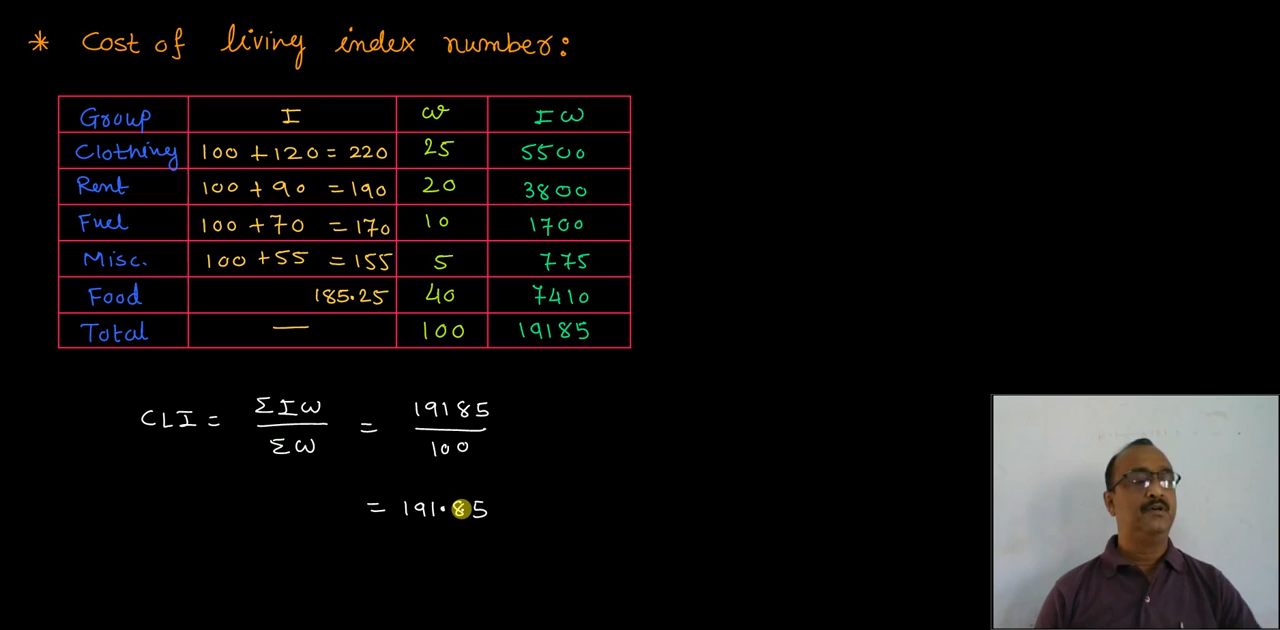 * Cost of living index number:
Group I w Iw
Clothing 100 + 120 = 220 25 5500
Rent 100 + 90 = 190 20 3800
Fuel 100 + 70 = 170 10 1700
Misc. 100 + 55 = 155 5 775
Food 185.25 40 7410
Total — 100 19185
CLI = ΣIw / Σw = 19185 / 100
= 191.85